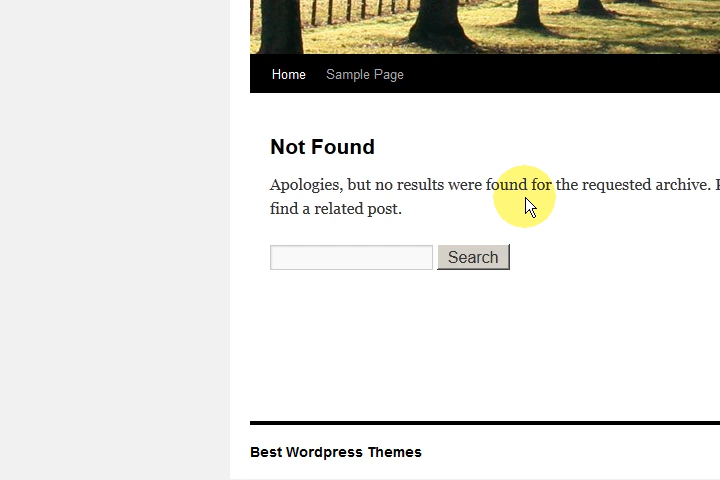 Home Sample Page
Not Found
Apologies, but no results were found for the requested archive.
find a related post.
Search
Best Wordpress Themes